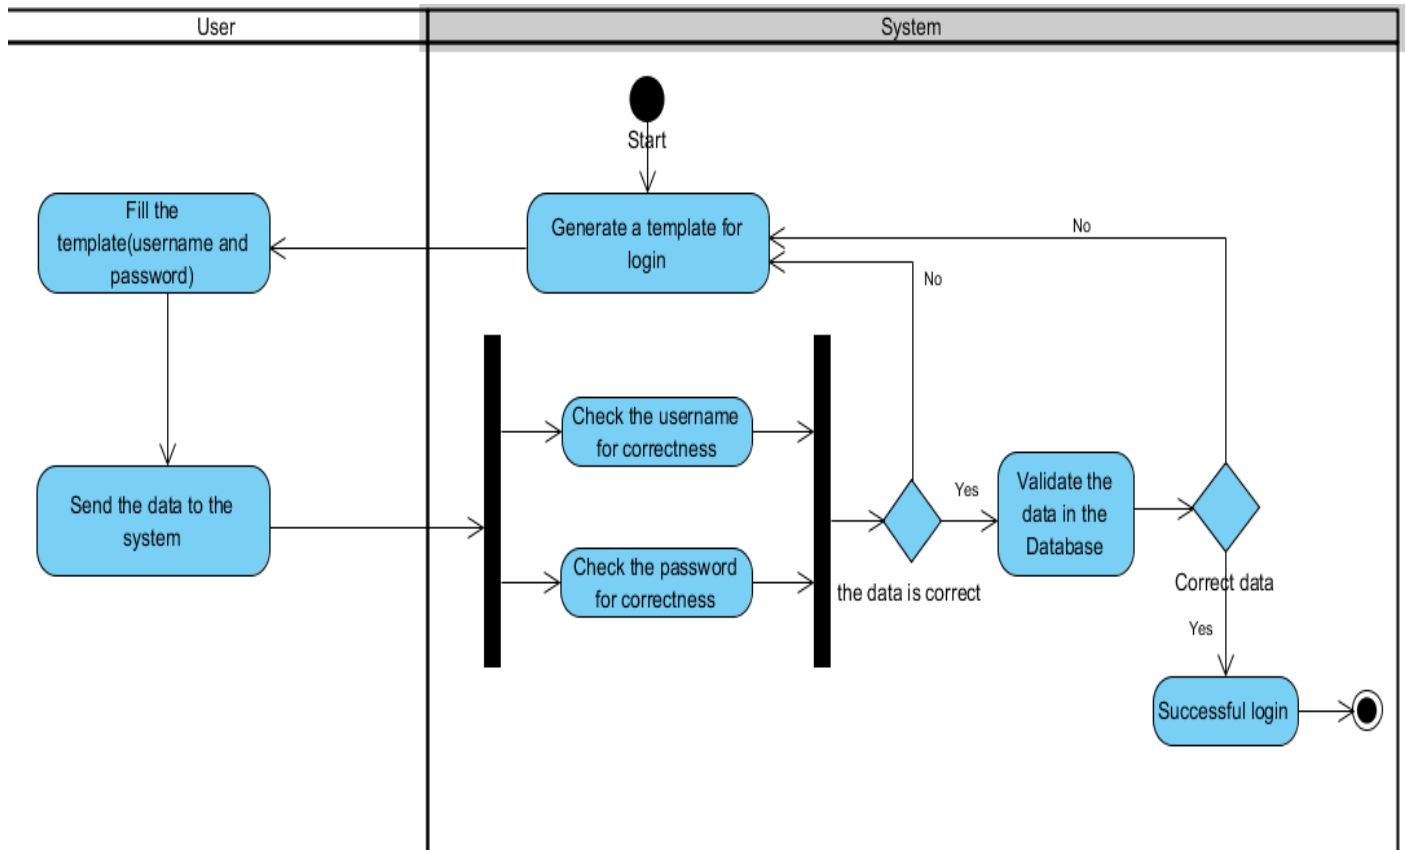 User
System
Start
Fill the
template(username and
password)
Generate a template for
login
No
No
Check the username
for correctness
Send the data to the
system
Yes
Validate the
data in the
Database
Check the password
for correctness
the data is correct
Correct data
Yes
Successful login